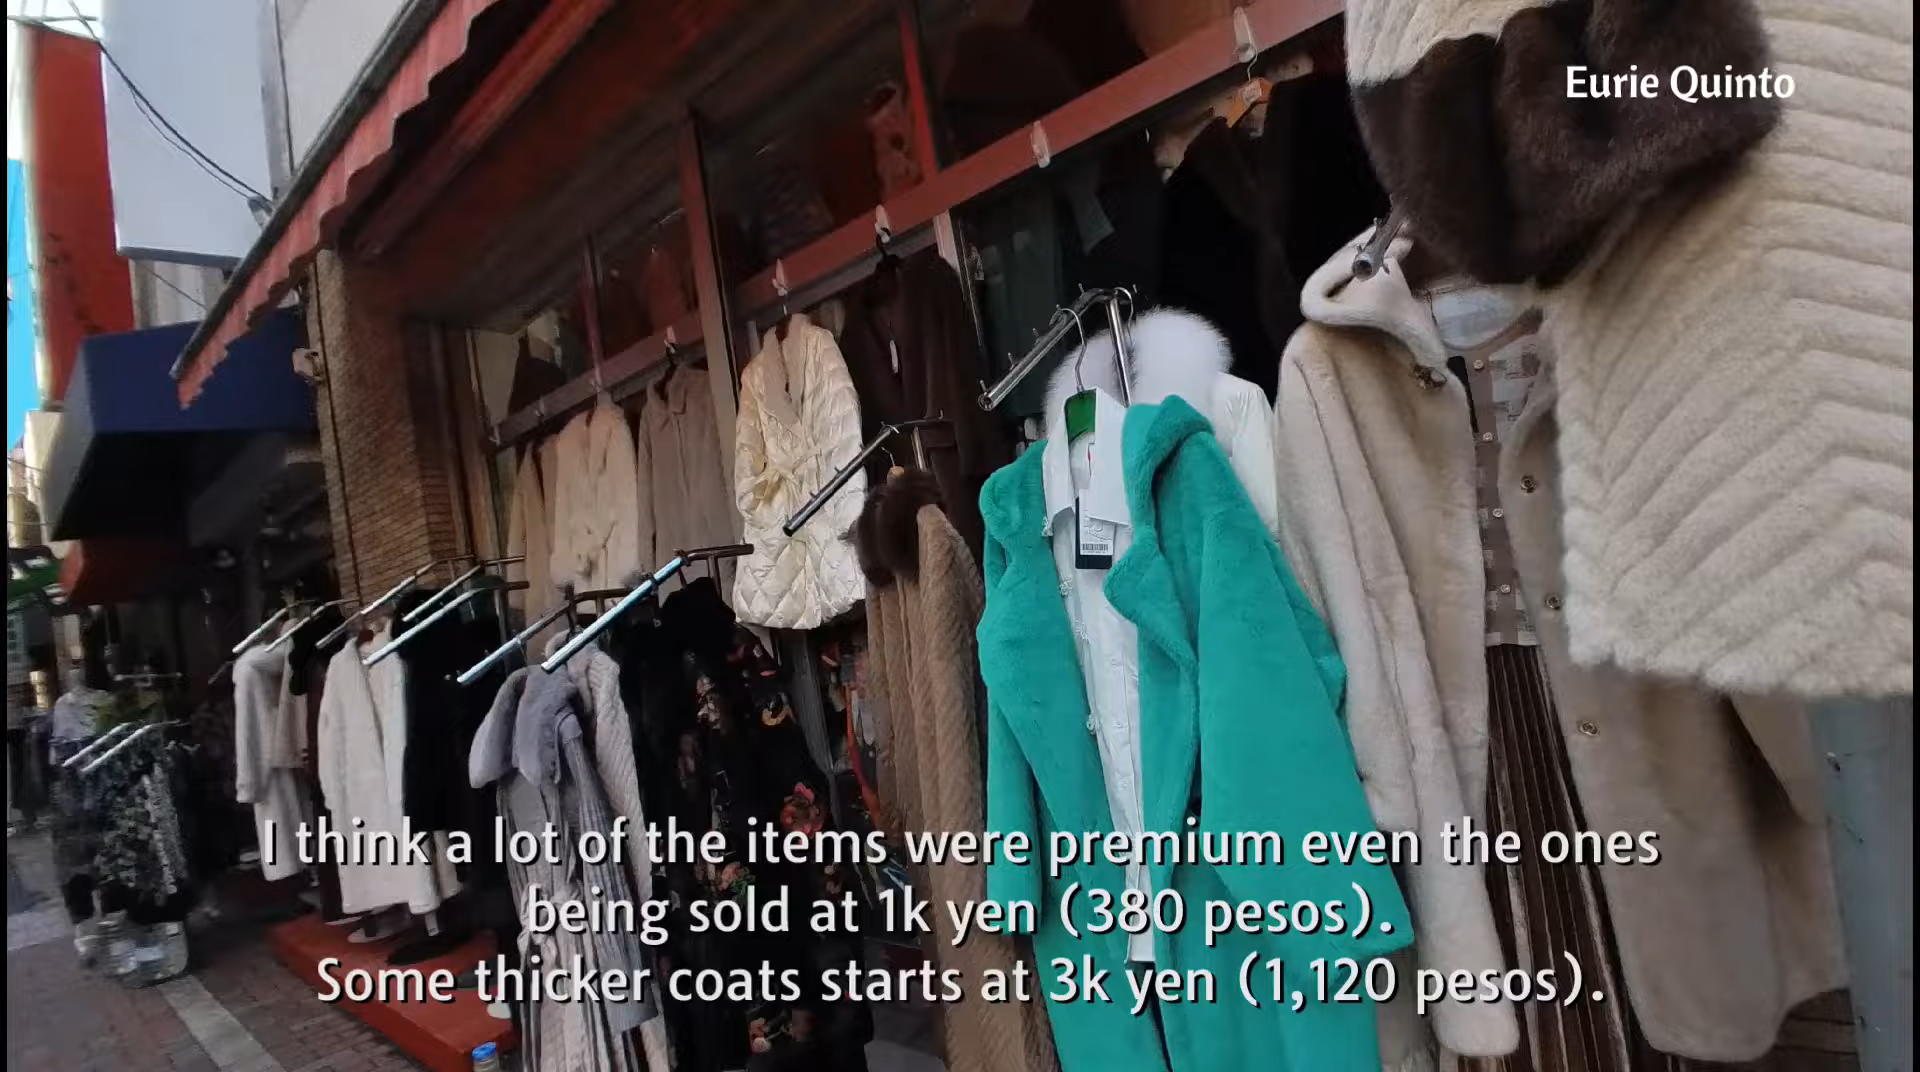 Eurie Quinto
I think a lot of the items were premium even the ones
being sold at 1k yen (380 pesos).
Some thicker coats starts at 3k yen (1,120 pesos).